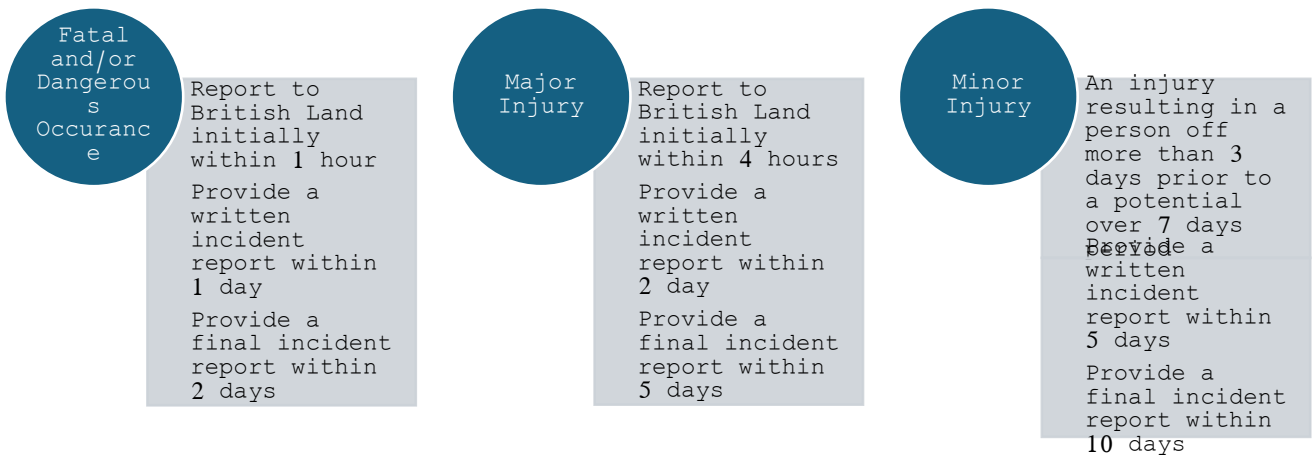 Fatal
and/or
Dangerou
s
Occuranc
e
Report to
British Land
initially
within 1 hour
Provide a
written
incident
report within
1 day
Provide a
final incident
report within
2 days
Major
Injury
Report to
British Land
initially
within 4 hours
Provide a
written
incident
report within
2 day
Provide a
final incident
report within
5 days
Minor
Injury
An injury
resulting in a
person off
more than 3
days prior to
a potential
over 7 days
period
Provide a
written
incident
report within
5 days
Provide a
final incident
report within
10 days